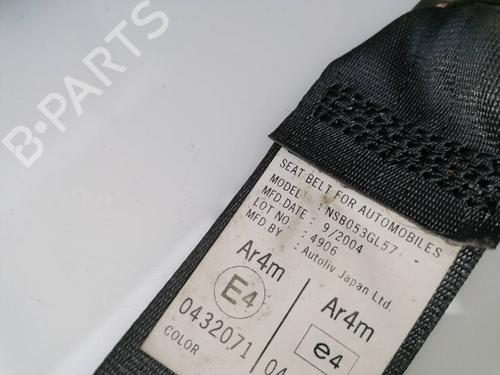 B-PARTS
SEAT BELT FOR AUTOMOBILES
MODEL : NSB053GL57
MFD.DATE : 9/2004
LOT NO : 4906
MFD.BY : Autoliv Japan Ltd.
Ar4m
E4
0432071
COLOR
Ar4m
e4